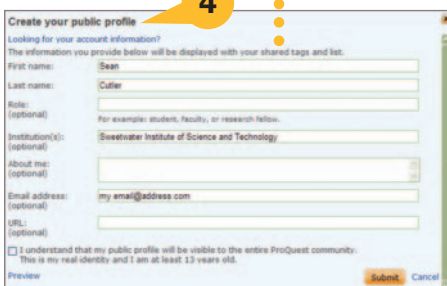 4
Create your public profile
Looking for your account information?
The information you provide below will be displayed with your shared tags and list.
First name: Sean
Last name: Cutler
Role:
(optional)
For example: student, faculty, or research fellow.
Institution(s): Sweetwater Institute of Science and Technology
(optional)
About me:
(optional)
Email address: my email@address.com
(optional)
URL:
(optional)
I understand that my public profile will be visible to the entire ProQuest community.
This is my real identity and I am at least 13 years old.
Preview Submit Cancel